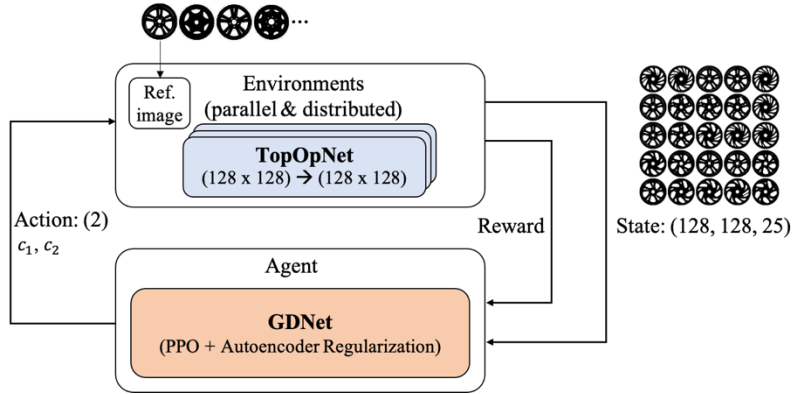 ...
Ref.
image
Environments
(parallel & distributed)
TopOpNet
(128 x 128) → (128 x 128)
Action: (2)
c₁, c₂
Reward
State: (128, 128, 25)
Agent
GDNet
(PPO + Autoencoder Regularization)